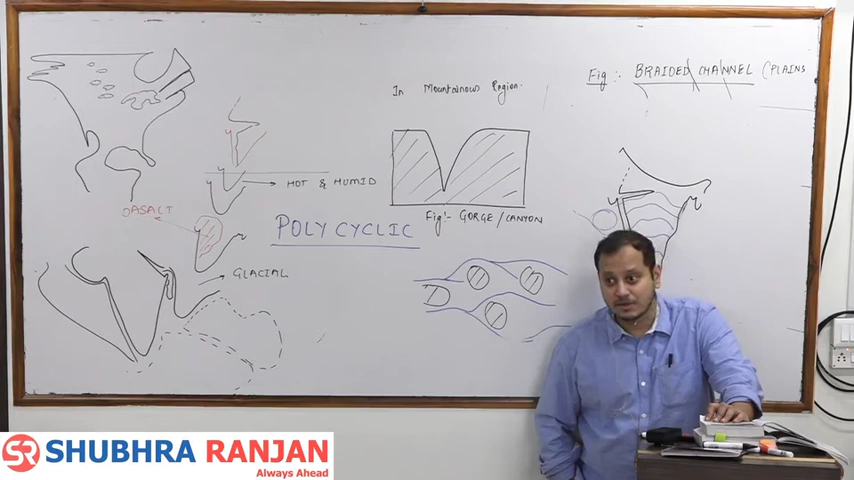 In Mountainous Region
Fig :- BRAIDED CHANNEL (PLAINS
HOT & HUMID
BASALT
POLYCYCLIC
Fig :- GORGE/CANYON
GLACIAL
SR SHUBHRA RANJAN
Always Ahead